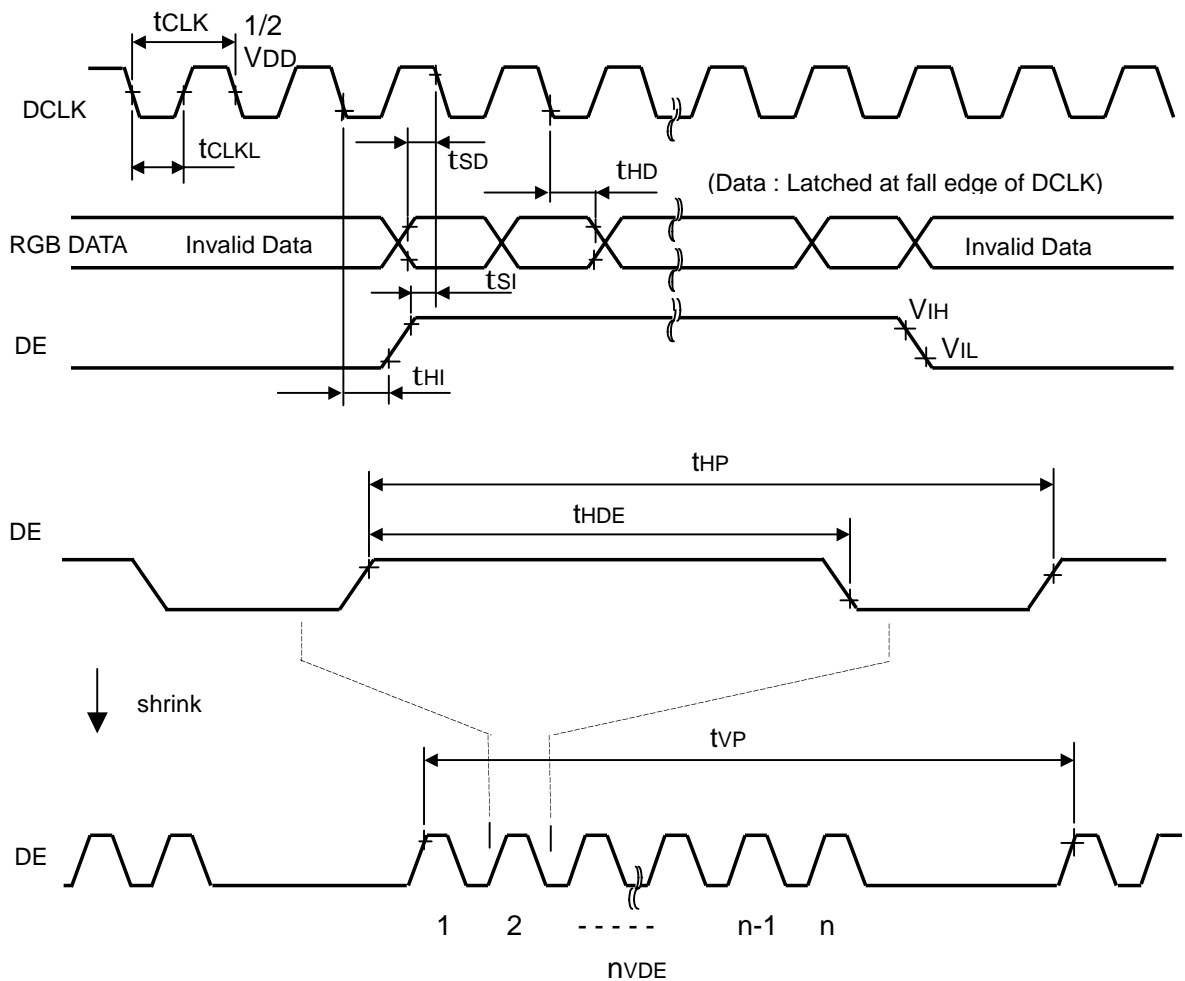 tCLK 1/2
VDD
DCLK
tCLKL
tSD
tHD
(Data : Latched at fall edge of DCLK)
RGB DATA Invalid Data Invalid Data
tSI
VIH
DE
VIL
tHI
tHP
tHDE
DE
shrink
tVP
DE
1 2 - - - - - n-1 n
nVDE